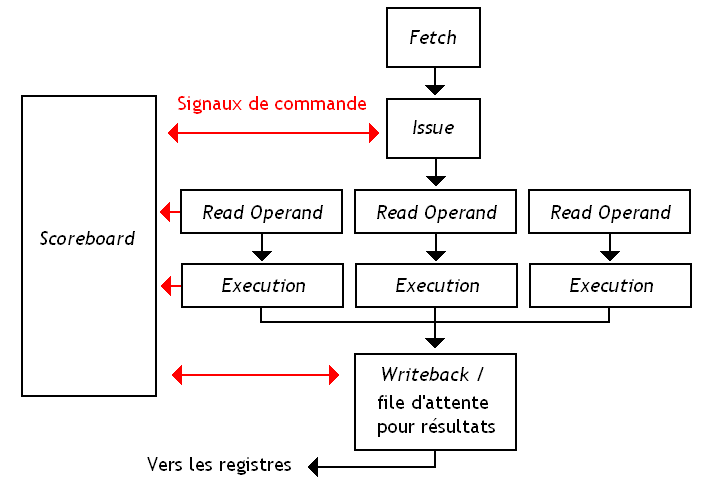 Fetch
Signaux de commande
Issue
Read Operand
Read Operand
Read Operand
Scoreboard
Execution
Execution
Execution
Writeback /
file d'attente
pour résultats
Vers les registres